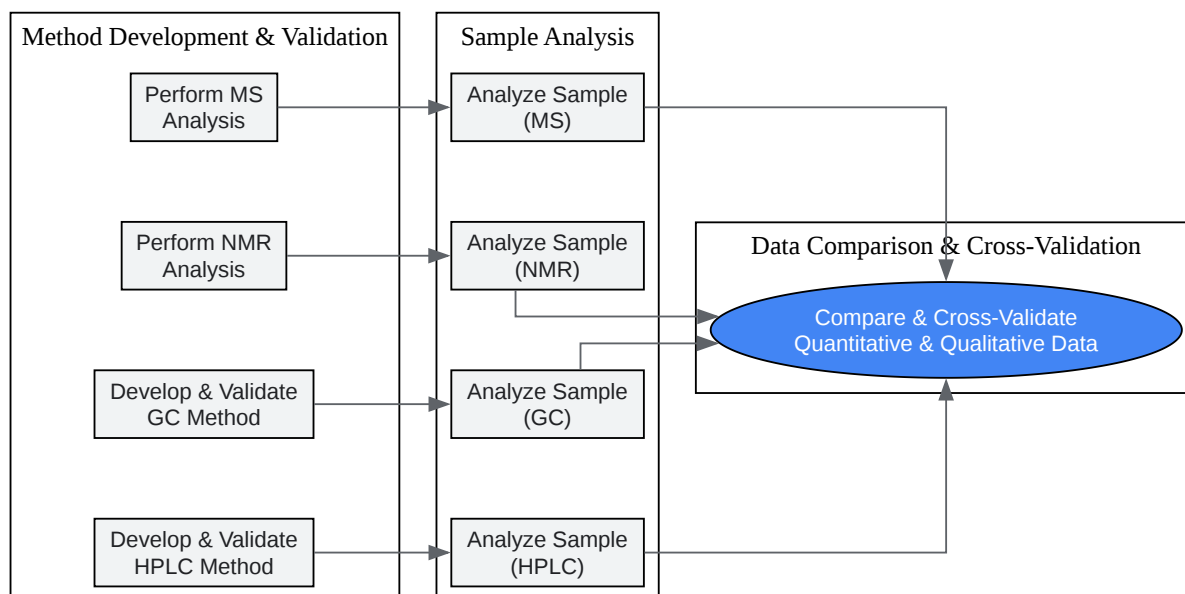 Method Development & Validation
Perform MS
Analysis
Perform NMR
Analysis
Develop & Validate
GC Method
Develop & Validate
HPLC Method
Sample Analysis
Analyze Sample
(MS)
Analyze Sample
(NMR)
Analyze Sample
(GC)
Analyze Sample
(HPLC)
Data Comparison & Cross-Validation
Compare & Cross-Validate
Quantitative & Qualitative Data